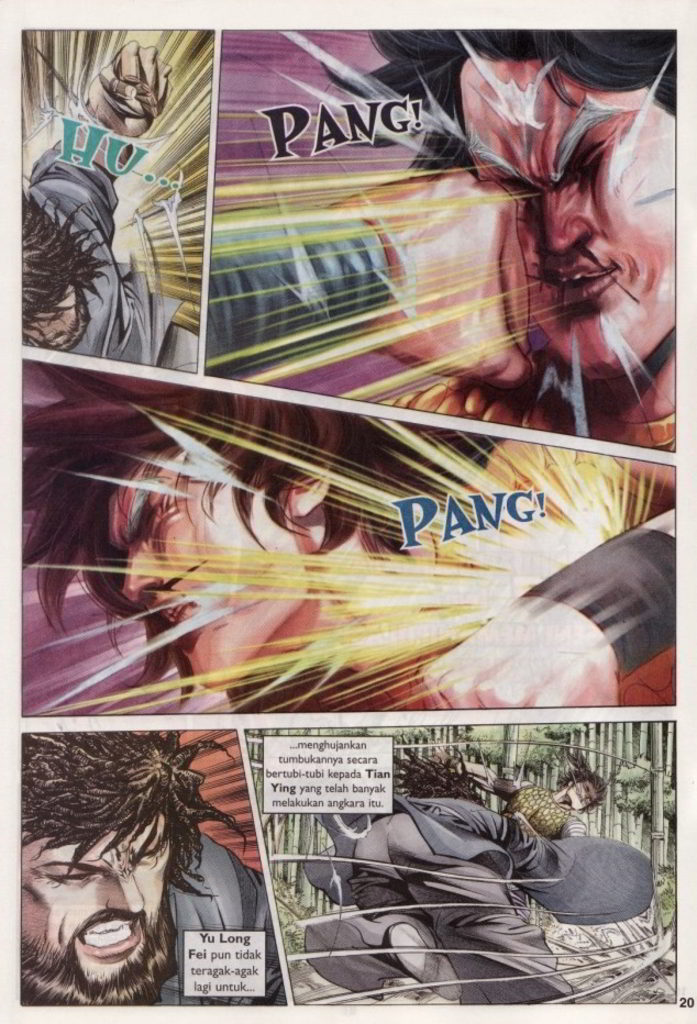 HU...
PANG!
PANG!
Yu Long
Fei pun tidak
teragak-agak
lagi untuk...
...menghujankan
tumbukannya secara
bertubi-tubi kepada Tian
Ying yang telah banyak
melakukan angkara itu.
20